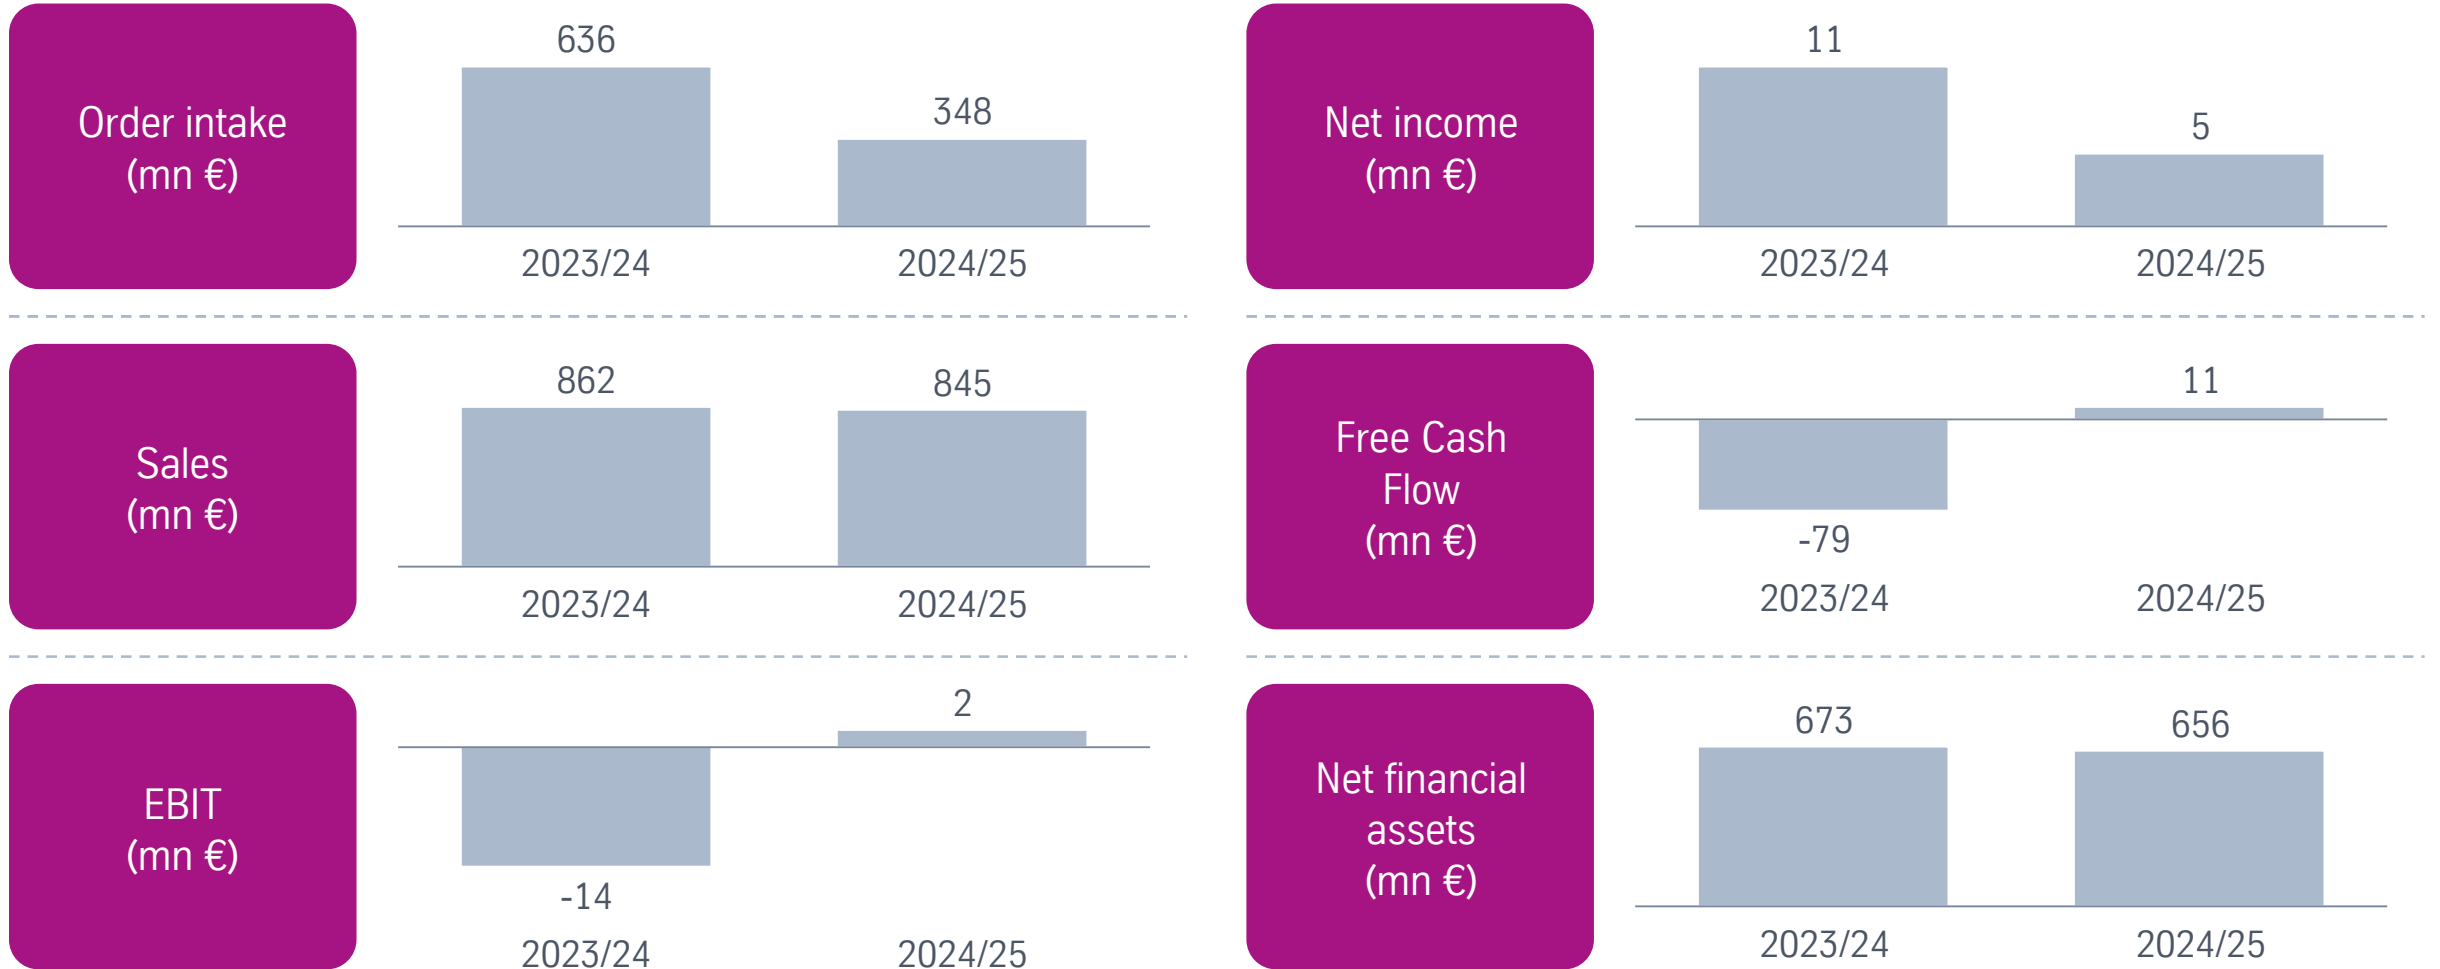 Order intake
(mn €)
636
348
2023/24
2024/25
Net income
(mn €)
11
5
2023/24
2024/25
Sales
(mn €)
862
845
2023/24
2024/25
Free Cash
Flow
(mn €)
11
-79
2023/24
2024/25
EBIT
(mn €)
2
-14
2023/24
2024/25
Net financial
assets
(mn €)
673
656
2023/24
2024/25